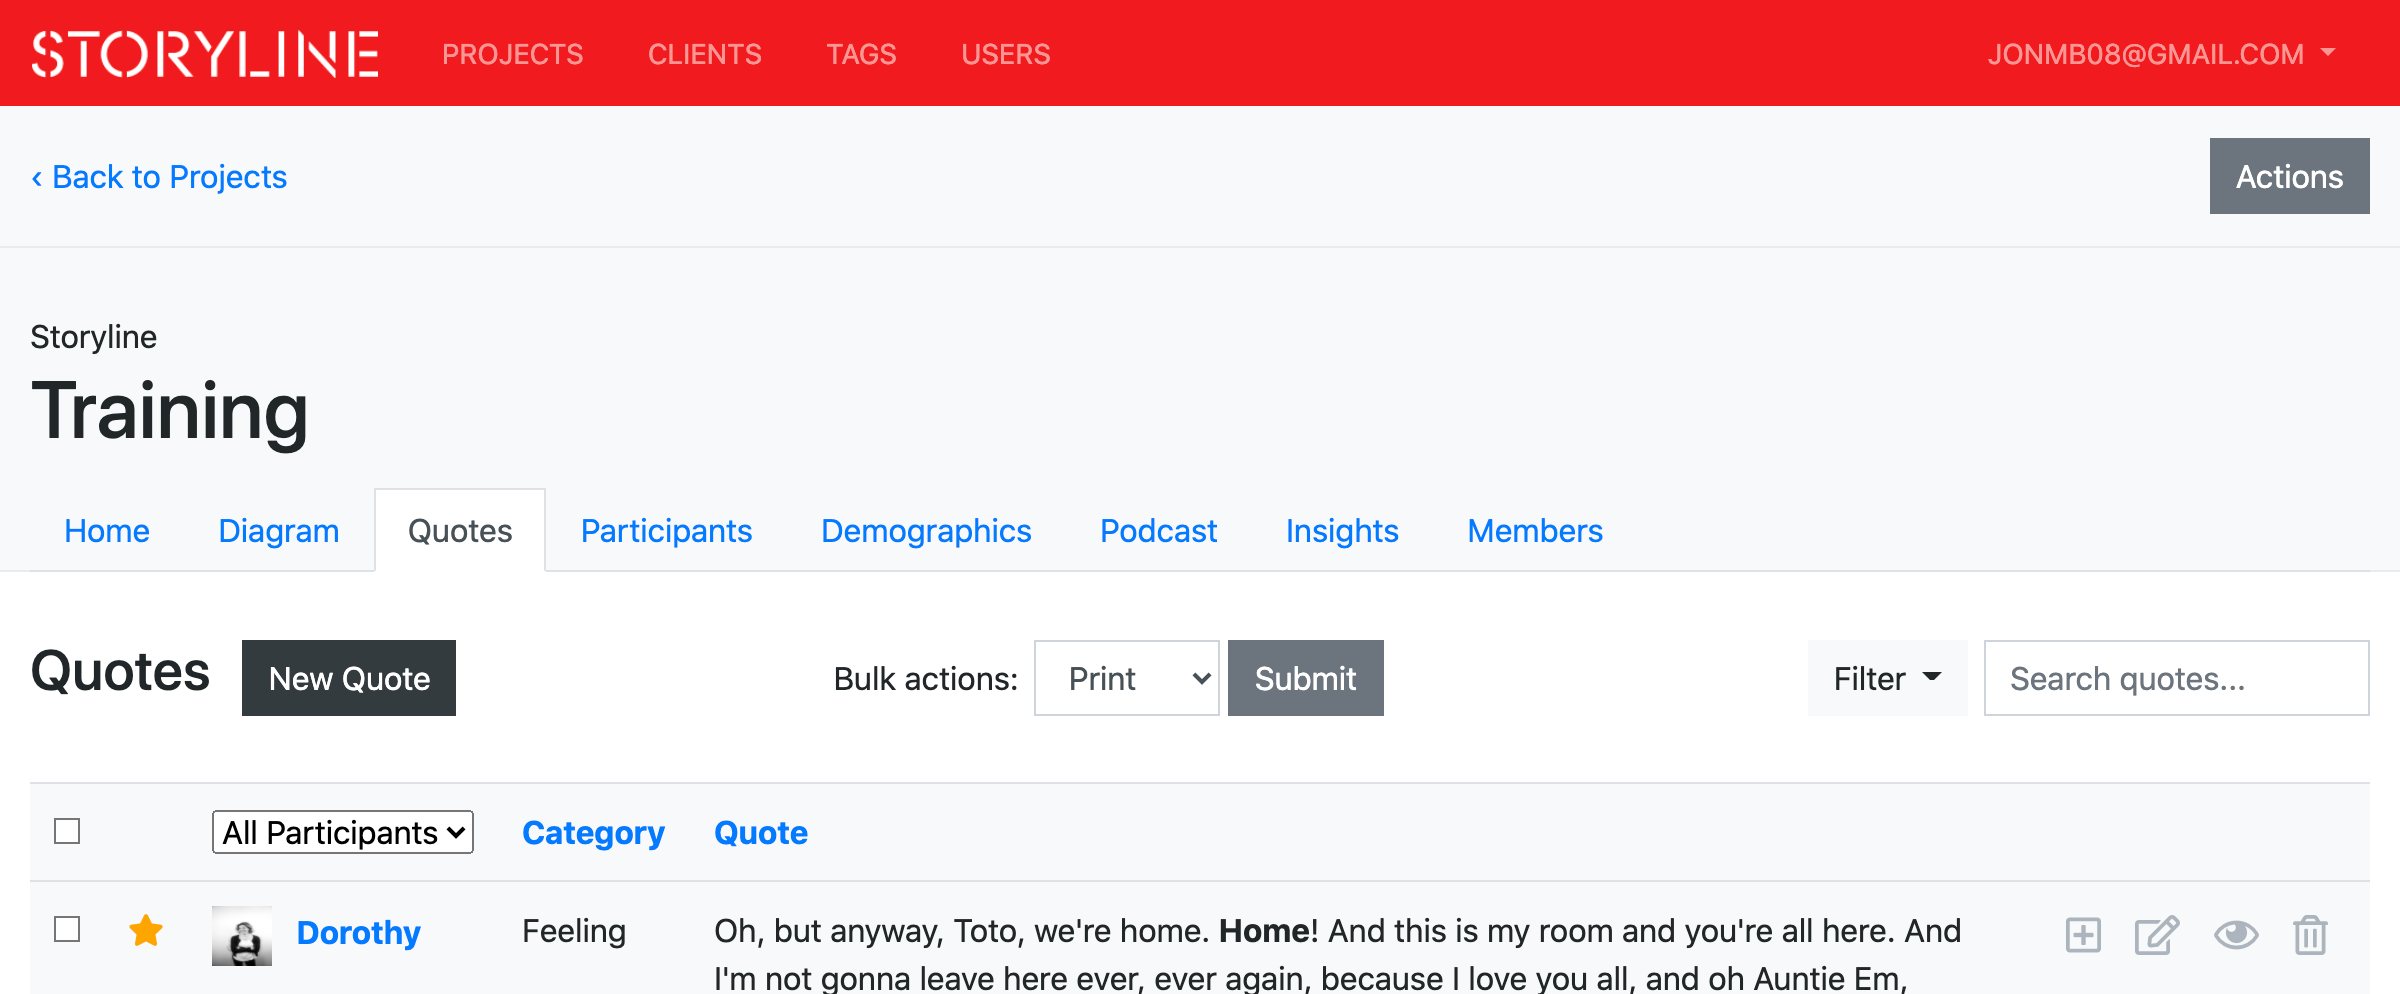 STORYLINE PROJECTS CLIENTS TAGS USERS JONMB08@GMAIL.COM
‹ Back to Projects Actions
Storyline
Training
Home Diagram Quotes Participants Demographics Podcast Insights Members
Quotes New Quote Bulk actions: Print Submit Filter Search quotes...
All Participants Category Quote
Dorothy Feeling Oh, but anyway, Toto, we're home. Home! And this is my room and you're all here. And
I'm not gonna leave here ever, ever again, because I love you all, and oh Auntie Em,